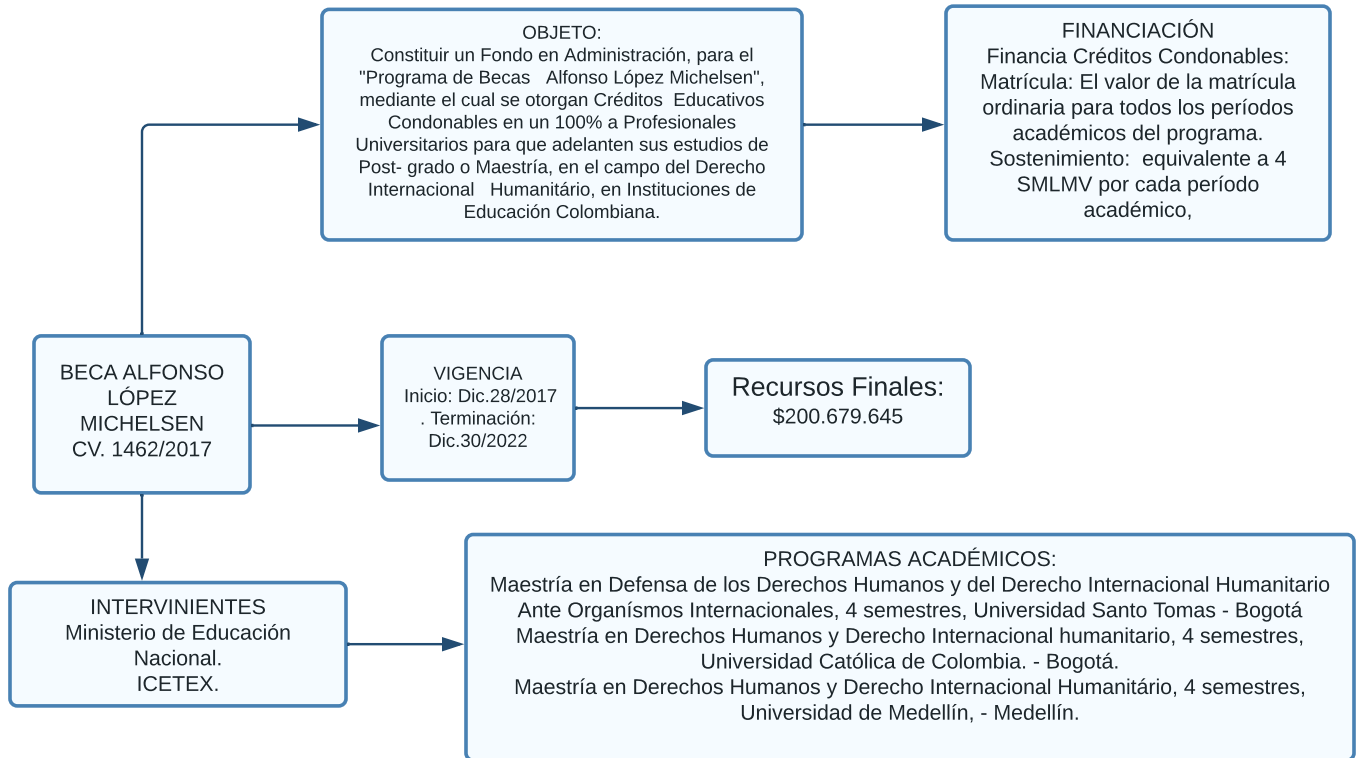 OBJETO:
Constituir un Fondo en Administración, para el
"Programa de Becas   Alfonso López Michelsen",
mediante el cual se otorgan Créditos  Educativos
Condonables en un 100% a Profesionales
Universitarios para que adelanten sus estudios de
Post- grado o Maestría, en el campo del Derecho
Internacional   Humanitário, en Instituciones de
Educación Colombiana.
FINANCIACIÓN
Financia Créditos Condonables:
Matrícula: El valor de la matrícula
ordinaria para todos los períodos
académicos del programa.
Sostenimiento:  equivalente a 4
SMLMV por cada período
académico,
BECA ALFONSO
LÓPEZ
MICHELSEN
CV. 1462/2017
VIGENCIA
Inicio: Dic.28/2017
. Terminación:
Dic.30/2022
Recursos Finales:
$200.679.645
INTERVINIENTES
Ministerio de Educación
Nacional.
ICETEX.
PROGRAMAS ACADÉMICOS:
Maestría en Defensa de los Derechos Humanos y del Derecho Internacional Humanitario
Ante Organísmos Internacionales, 4 semestres, Universidad Santo Tomas - Bogotá
Maestría en Derechos Humanos y Derecho Internacional humanitario, 4 semestres,
Universidad Católica de Colombia. - Bogotá.
Maestría en Derechos Humanos y Derecho Internacional Humanitário, 4 semestres,
Universidad de Medellín, - Medellín.